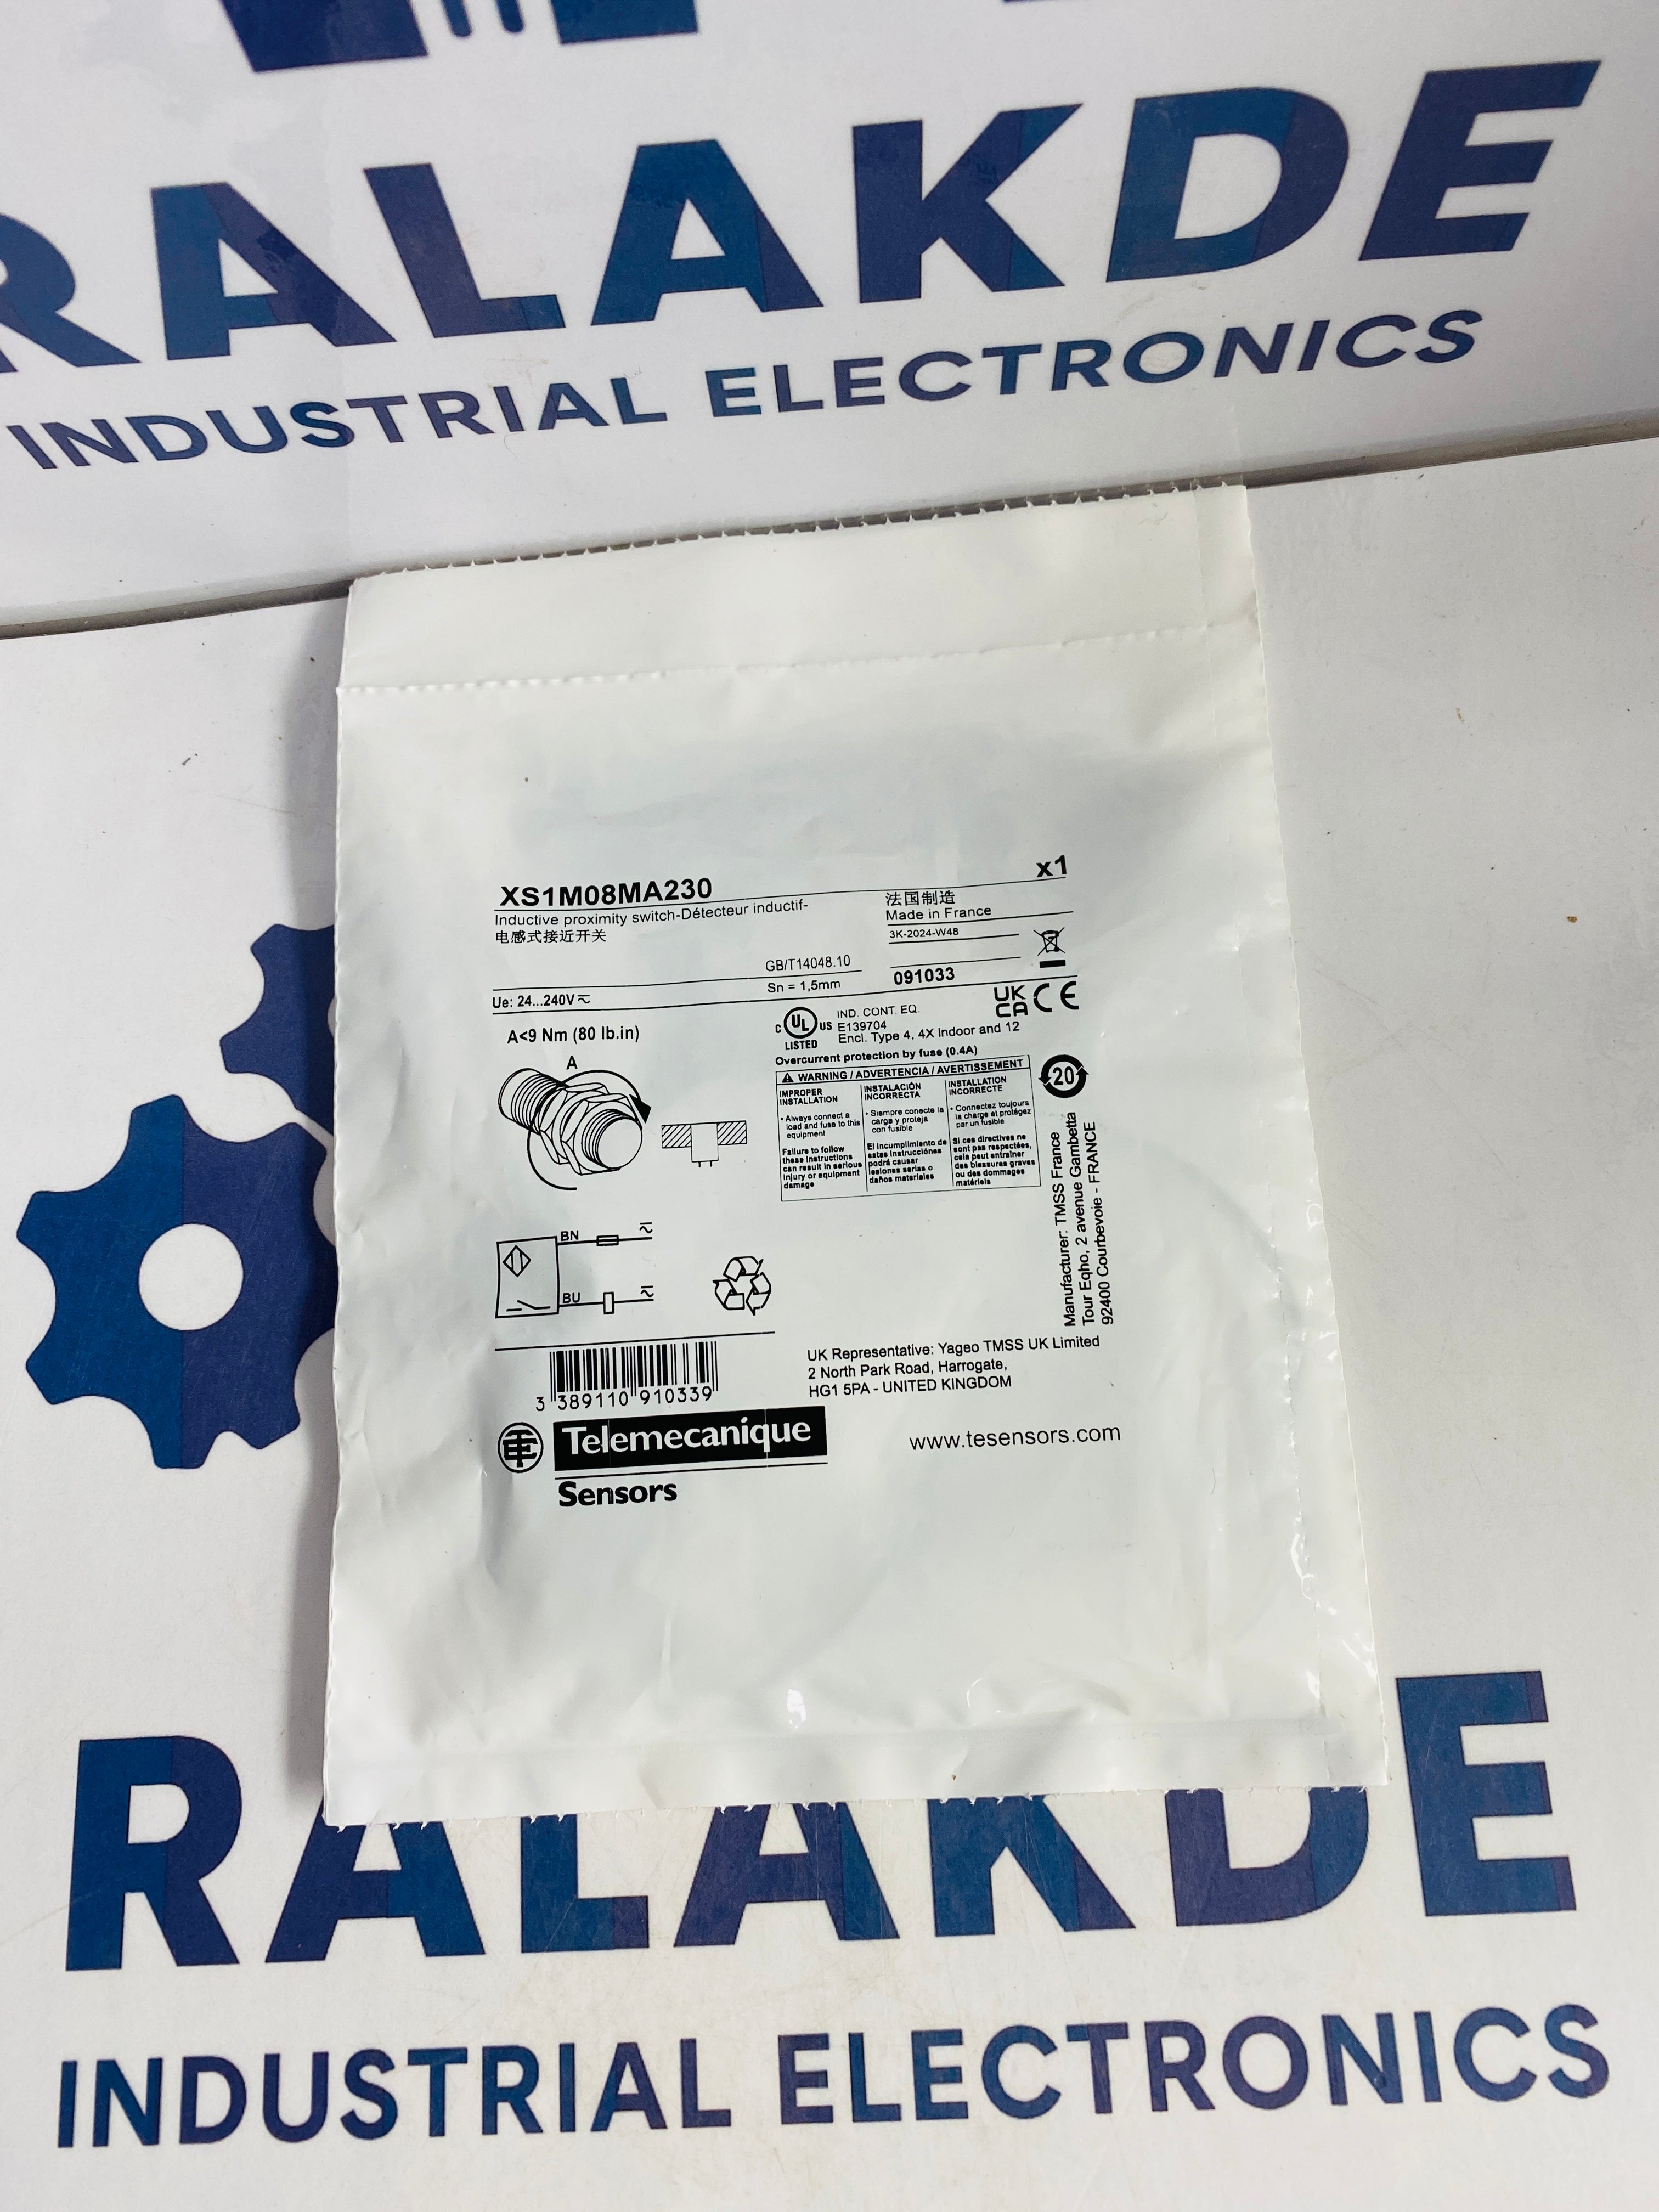 RALAKDE
INDUSTRIAL ELECTRONICS
XS1M08MA230
x1
Inductive proximity switch-Détecteur inductif-
电感式接近开关
法国制造
Made in France
3K-2024-W48
GB/T14048.10
091033
Sn = 1,5mm
Ue: 24...240V
A<9 Nm (80 lb.in)
A
C UL US
LISTED
IND. CONT. EQ.
E139704
Encl. Type 4, 4X Indoor and 12
UK
CA CE
Overcurrent protection by fuse (0.4A)
WARNING / ADVERTENCIA / AVERTISSEMENT
IMPROPER
INSTALLATION
• Always connect a
load and fuse to this
equipment
Failure to follow
these instructions
can result in serious
injury or equipment
damage
INSTALACIÓN
INCORRECTA
• Siempre conecte la
carga y proteja
con fusible
El incumplimiento de
estas instrucciónes
podrá causar
lesiones serias o
daños materiales
INSTALLATION
INCORRECTE
• Connectez toujours
la charge et protégez
par un fusible
Si ces directives ne
sont pas respectées,
cela peut entraîner
des blessures graves
ou des dommages
matériels
20
Manufacturer: TMSS France
Tour Eqho, 2 avenue Gambetta
92400 Courbevoie - FRANCE
BN
BU
3 389110 910339
UK Representative: Yageo TMSS UK Limited
2 North Park Road, Harrogate,
HG1 5PA - UNITED KINGDOM
Telemecanique
Sensors
www.tesensors.com
RALAKDE
INDUSTRIAL ELECTRONICS